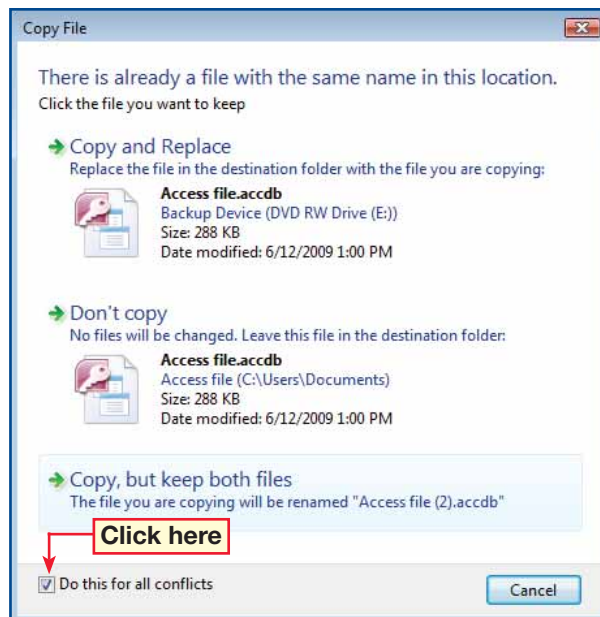 Copy File
There is already a file with the same name in this location.
Click the file you want to keep
Copy and Replace
Replace the file in the destination folder with the file you are copying:
Access file.accdb
Backup Device (DVD RW Drive (E:))
Size: 288 KB
Date modified: 6/12/2009 1:00 PM
Don't copy
No files will be changed. Leave this file in the destination folder:
Access file.accdb
Access file (C:\Users\Documents)
Size: 288 KB
Date modified: 6/12/2009 1:00 PM
Copy, but keep both files
The file you are copying will be renamed "Access file (2).accdb"
Click here
Do this for all conflicts
Cancel